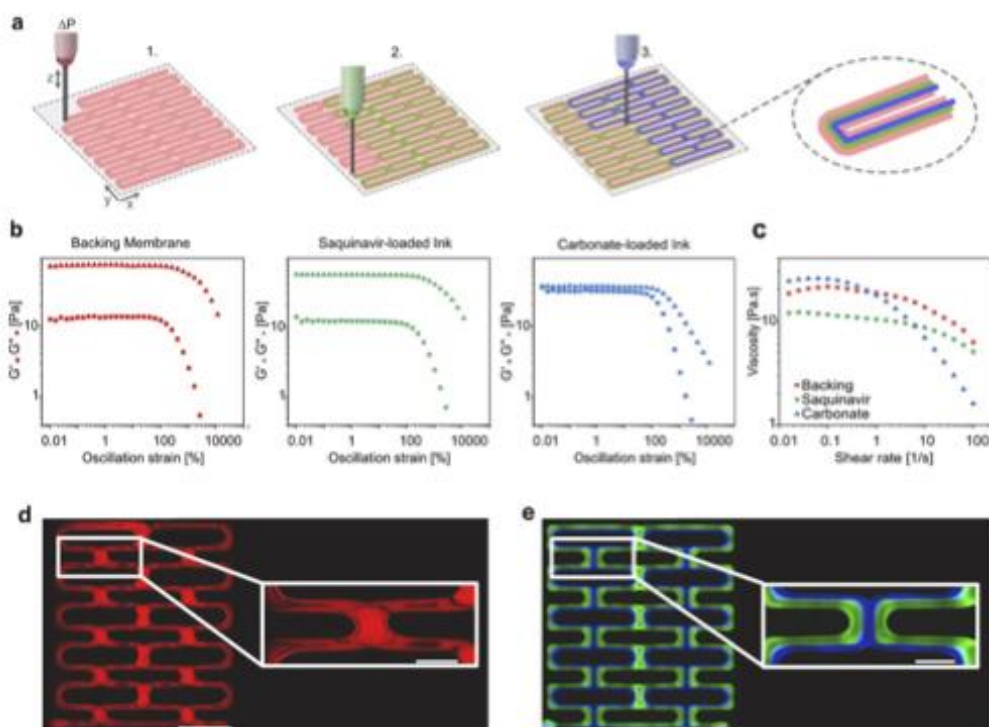 a
ΔP
1.
2.
3.
z
y
x
b
Backing Membrane
Saquinavir-loaded Ink
Carbonate-loaded Ink
c
G' ▲ G'' ● [Pa]
10
1
0.01
1
100
10000
Oscillation strain [%]
G' ▲ G'' ● [Pa]
10
1
0.01
1
100
10000
Oscillation strain [%]
G' ▲ G'' ● [Pa]
10
1
0.01
1
100
10000
Oscillation strain [%]
Viscosity [Pa.s]
10
1
Backing
Saquinavir
Carbonate
0.01
0.1
1
10
100
Shear rate [1/s]
d
e